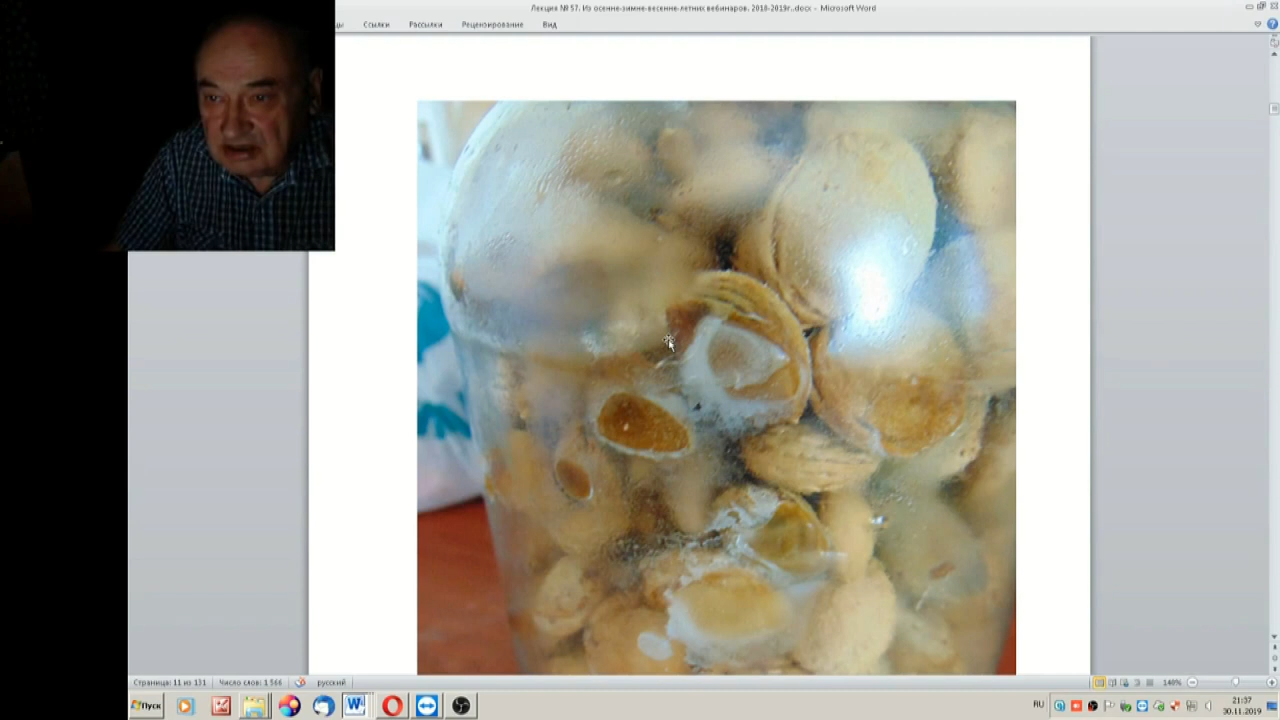 Лекция № 57. Из осенне-зимне-весенне-летних вебинаров. 2018-2019г..docx - Microsoft Word
Ссылки Рассылки Рецензирование Вид
Страница: 11 из 131 Число слов: 1 566 русский 148%
Пуск RU 21:37
30.11.2019